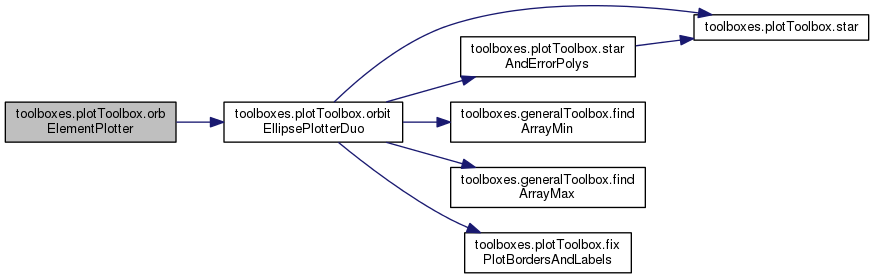 toolboxes.plotToolbox.orb
ElementPlotter
toolboxes.plotToolbox.orbit
EllipsePlotterDuo
toolboxes.plotToolbox.star
toolboxes.plotToolbox.star
AndErrorPolys
toolboxes.generalToolbox.find
ArrayMin
toolboxes.generalToolbox.find
ArrayMax
toolboxes.plotToolbox.fix
PlotBordersAndLabels